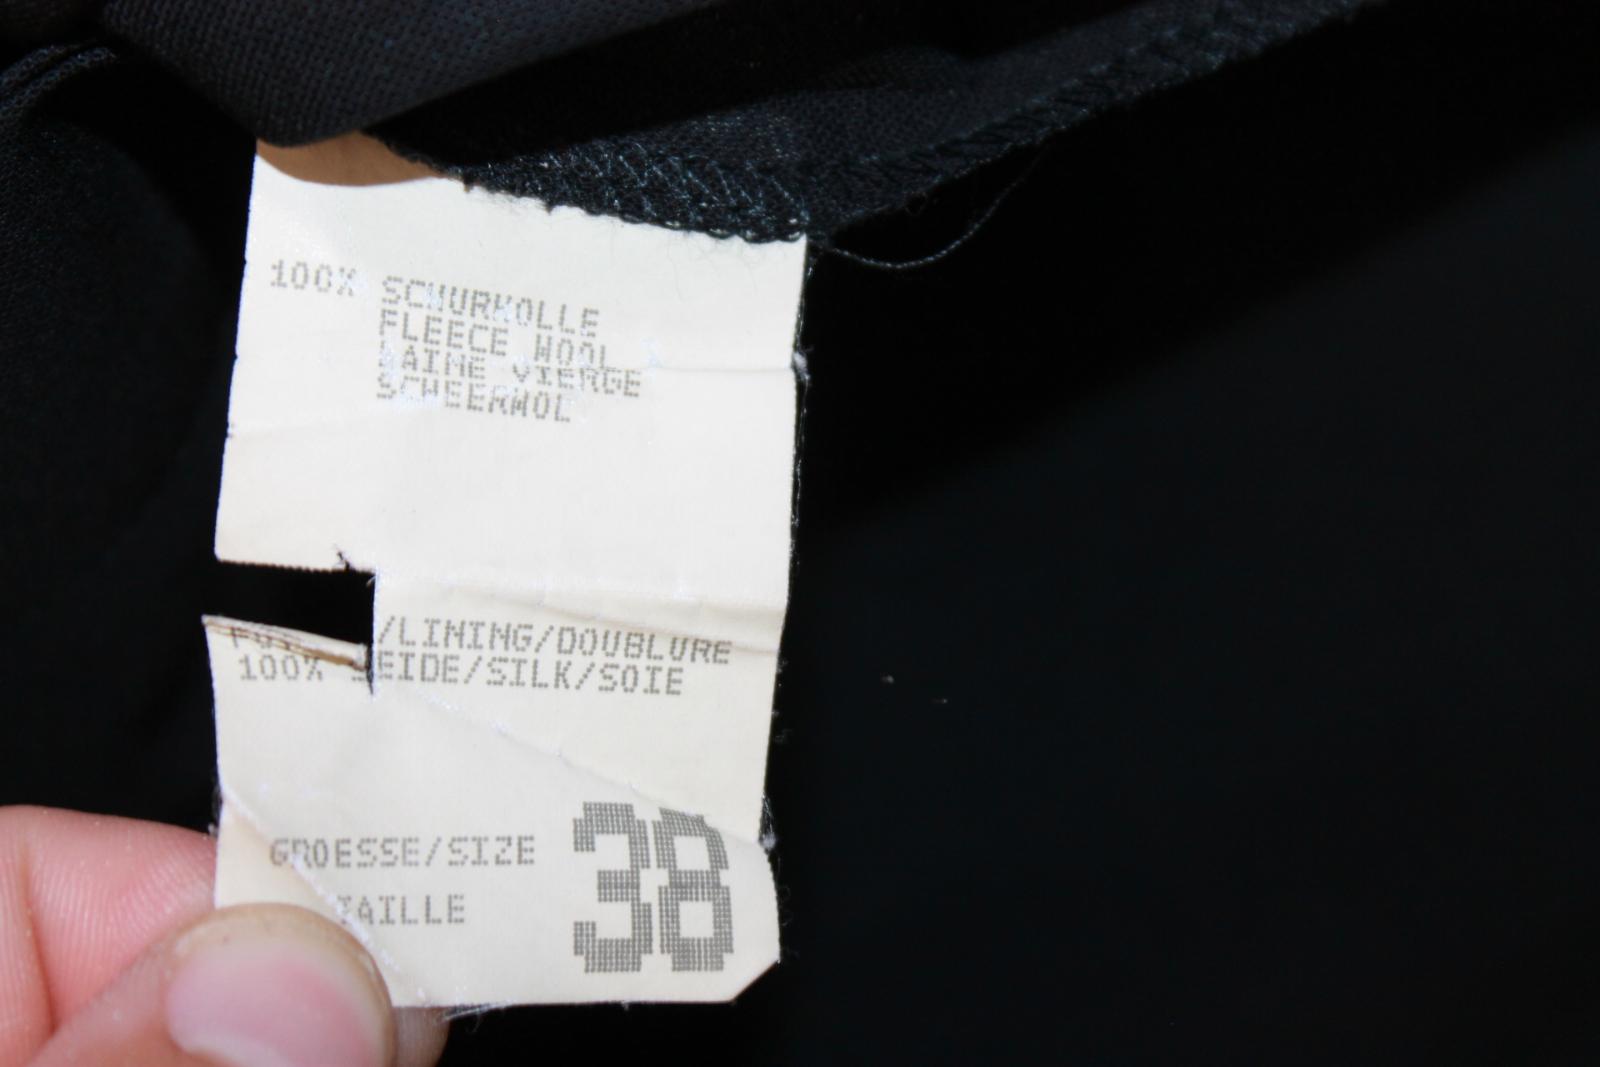 100% SCHURWOLLE
FLEECE WOOL
LAINE VIERGE
SCHEERWOL
/LINING/DOUBLURE
100% SEIDE/SILK/SOIE
GROESSE/SIZE 38
TAILLE